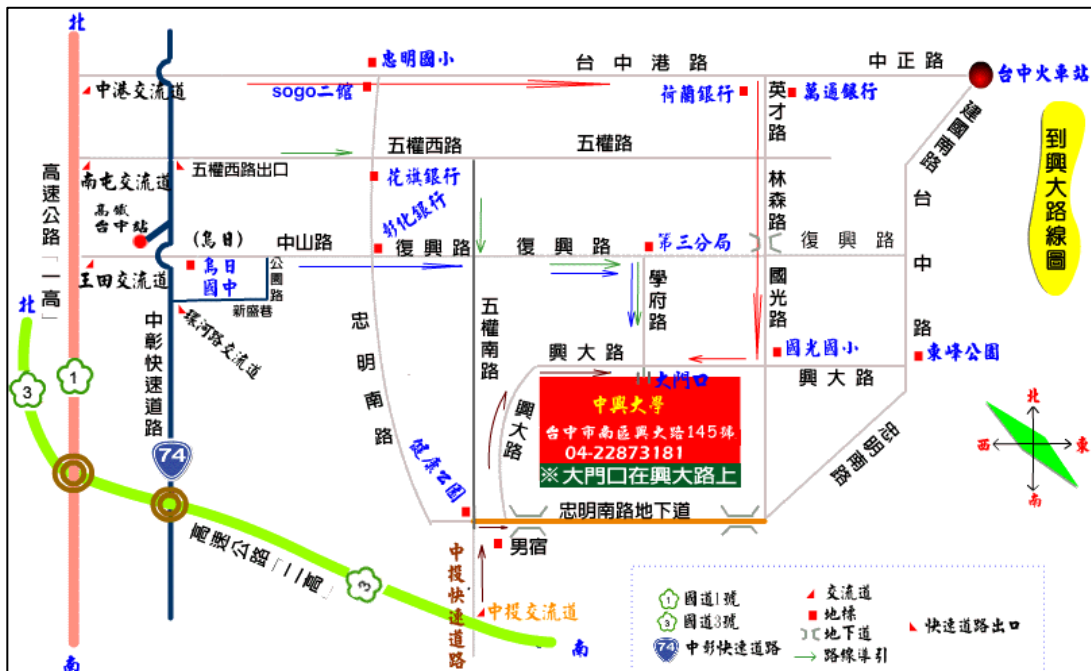 北
忠明國小
台中港路
中正路
台中火車站
中港交流道
sogo二館
荷蘭銀行
英才路
萬通銀行
建國南路
到興大路線圖
五權西路
五權路
南屯交流道
五權西路出口
花旗銀行
林森路
台中路
高速公路「一高」
高鐵
台中站
彰化銀行
(烏日)
中山路
復興路
復興路
第三分局
復興路
王田交流道
烏日
國中
公園路
學府路
國光路
北
新盛巷
環河路交流道
中彰快速道路
忠明南路
五權南路
興大路
國光國小
東峰公園
3
1
大門口
興大路
中興大學
台中市南區興大路145號
04-22873181
※大門口在興大路上
興大路
忠明南路
北
西
東
南
74
健康公園
忠明南路地下道
高速公路「二高」
男宿
中投快速道路
3
中投交流道
南
南
1
國道1號
3
國道3號
74
中彰快速道路
交流道
地標
地下道
路線導引
快速道路出口